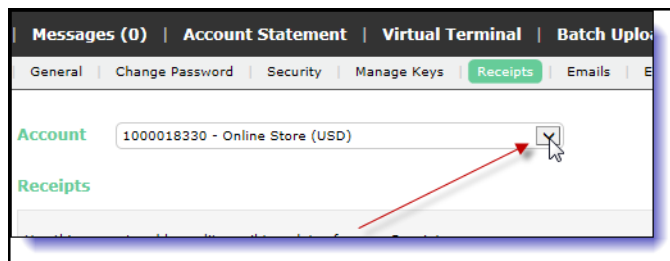 | Messages (0) | Account Statement | Virtual Terminal | Batch Uploa
General | Change Password | Security | Manage Keys | Receipts | Emails | E
Account 1000018330 - Online Store (USD)
Receipts